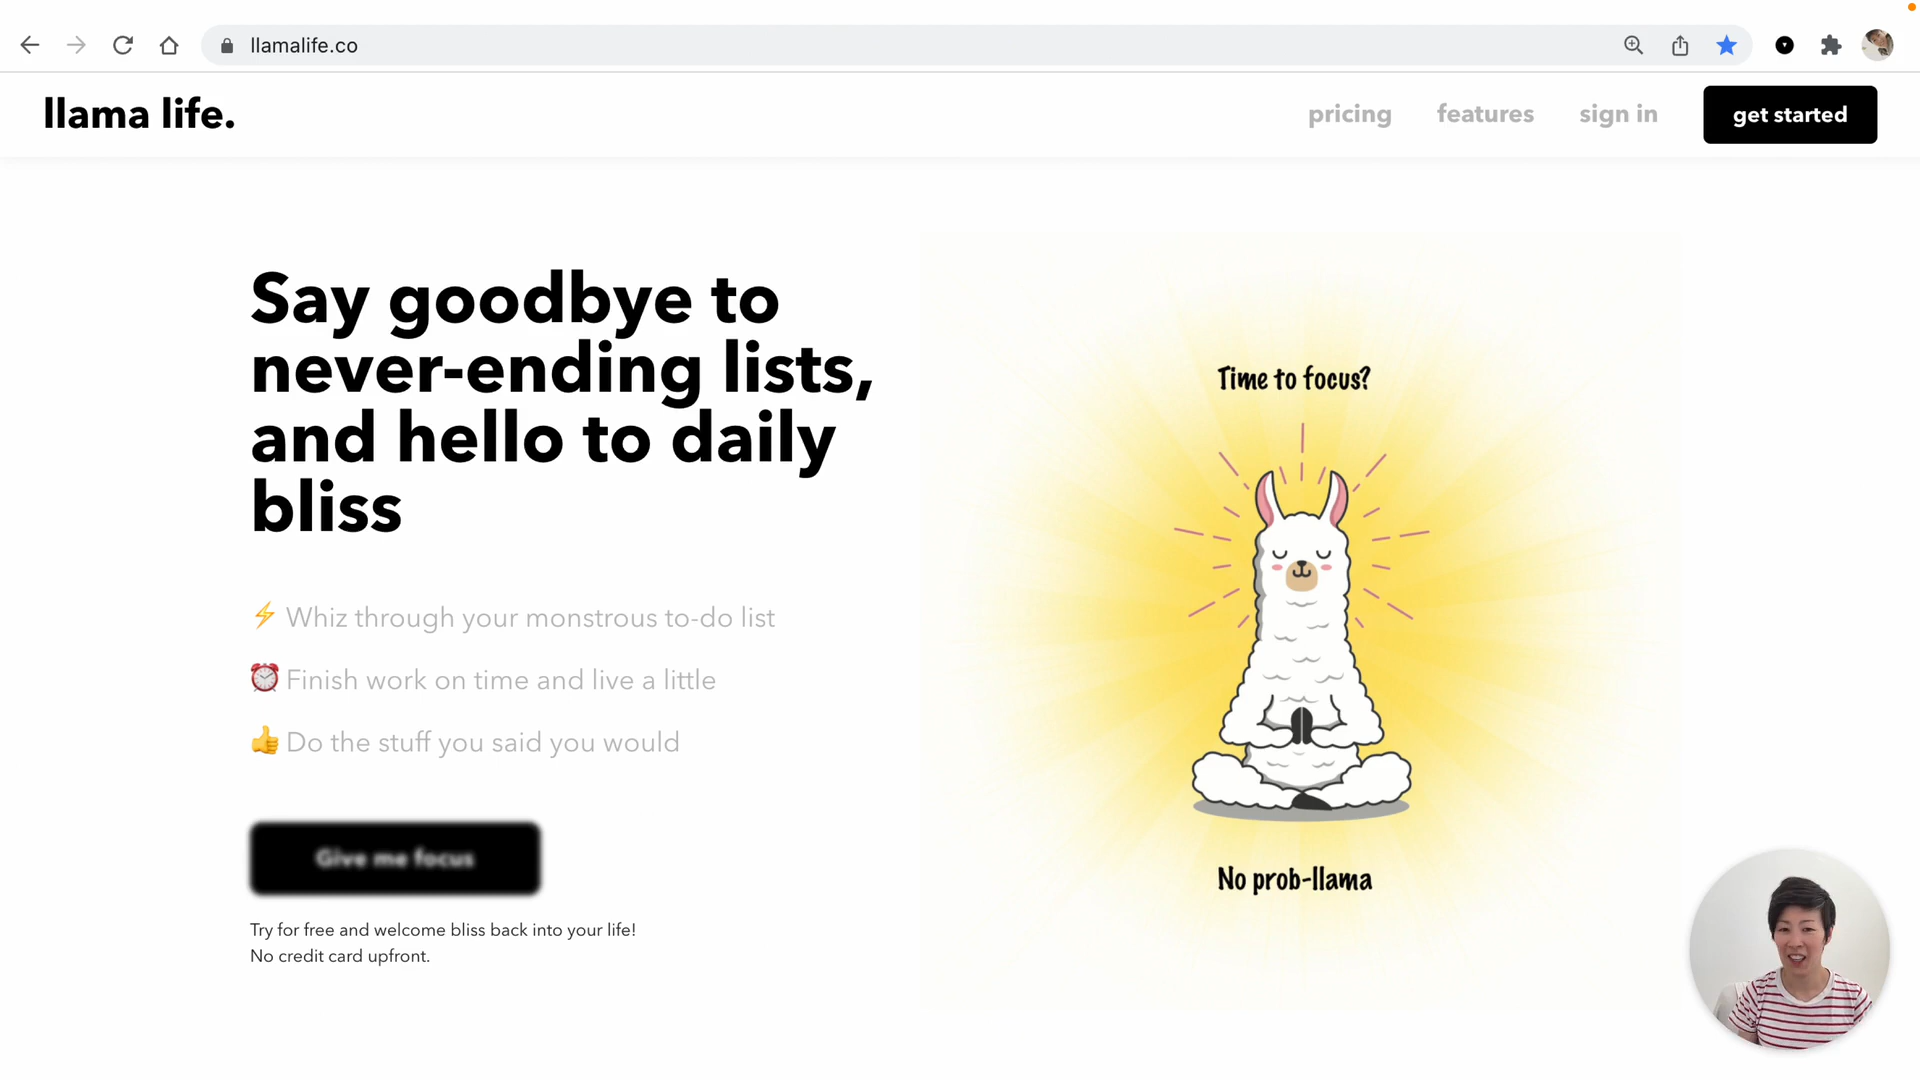 llamalife.co
llama life.
pricing
features
sign in
get started
Say goodbye to
never-ending lists,
and hello to daily
bliss
⚡ Whiz through your monstrous to-do list
⏰ Finish work on time and live a little
👍 Do the stuff you said you would
Give me focus
Try for free and welcome bliss back into your life!
No credit card upfront.
Time to focus?
No prob-llama